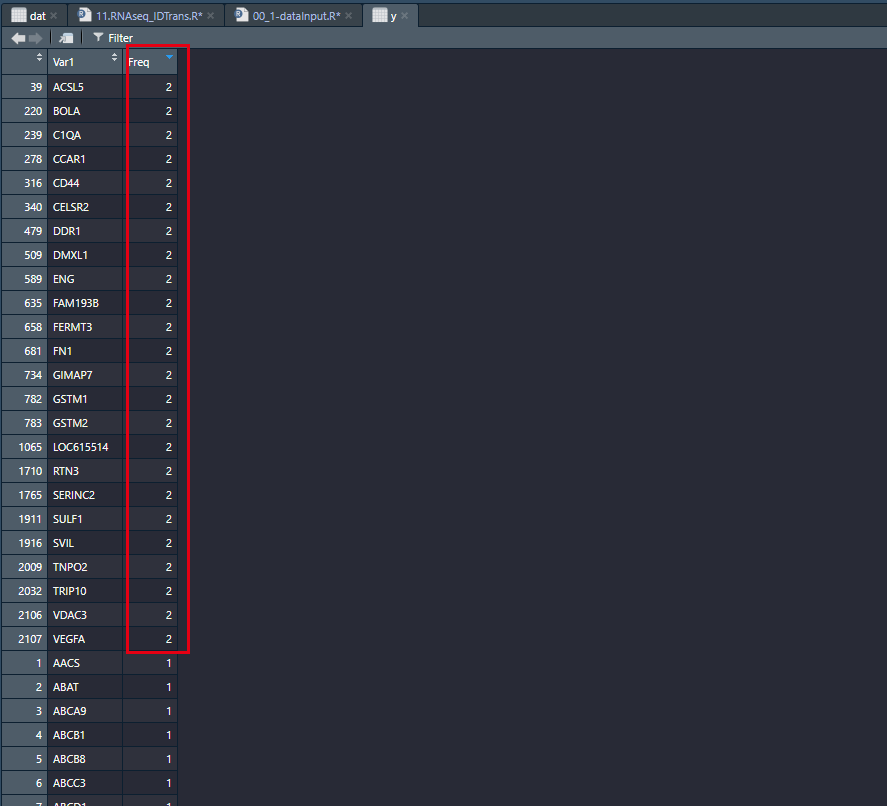 dat 11.RNAseq_IDTrans.R* 00_1-dataInput.R* y
Filter
Var1 Freq
39 ACSL5 2
220 BOLA 2
239 C1QA 2
278 CCAR1 2
316 CD44 2
340 CELSR2 2
479 DDR1 2
509 DMXL1 2
589 ENG 2
635 FAM193B 2
658 FERMT3 2
681 FN1 2
734 GIMAP7 2
782 GSTM1 2
783 GSTM2 2
1065 LOC615514 2
1710 RTN3 2
1765 SERINC2 2
1911 SULF1 2
1916 SVIL 2
2009 TNPO2 2
2032 TRIP10 2
2106 VDAC3 2
2107 VEGFA 2
1 AACS 1
2 ABAT 1
3 ABCA9 1
4 ABCB1 1
5 ABCB8 1
6 ABCC3 1
7 ABCD1 1